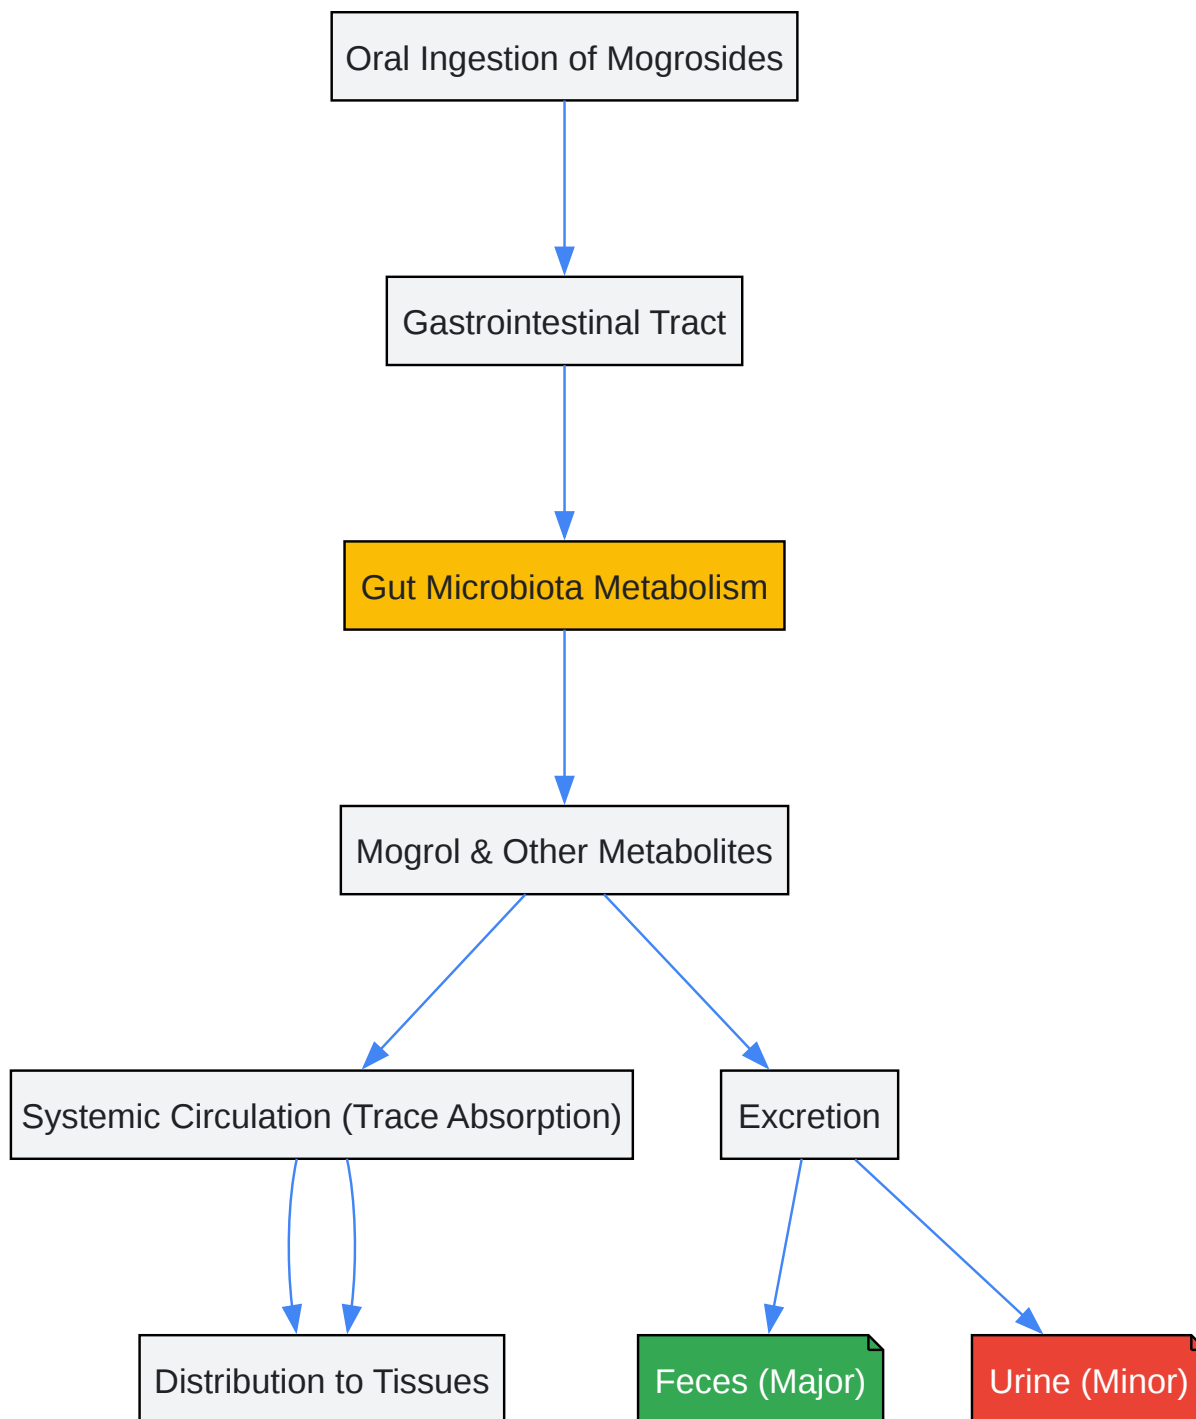 Oral Ingestion of Mogrosides
Gastrointestinal Tract
Gut Microbiota Metabolism
Mogrol & Other Metabolites
Systemic Circulation (Trace Absorption)
Excretion
Distribution to Tissues
Feces (Major)
Urine (Minor)